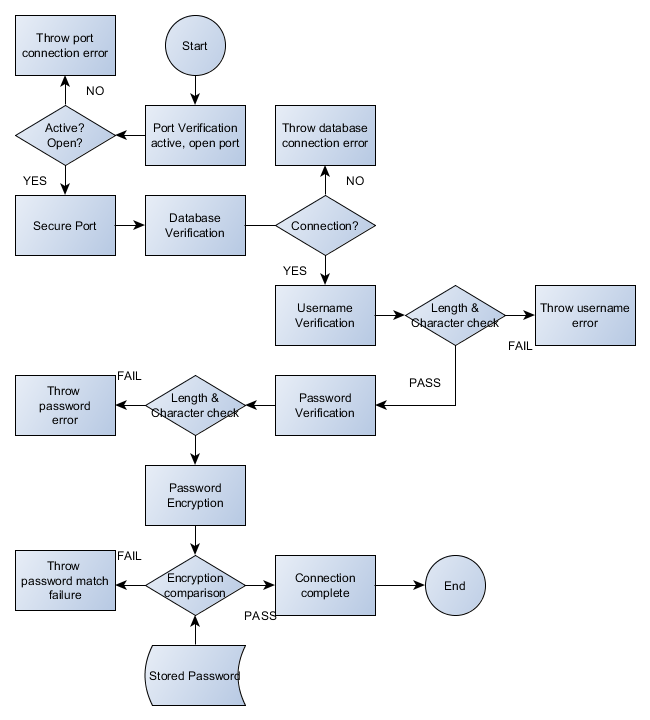 Throw port
connection error
Start
NO
Active?
Open?
Port Verification
active, open port
Throw database
connection error
YES
NO
Secure Port
Database
Verification
Connection?
YES
Username
Verification
Length &
Character check
Throw username
error
FAIL
PASS
FAIL
Throw
password
error
Length &
Character check
Password
Verification
Password
Encryption
FAIL
Throw
password match
failure
Encryption
comparison
Connection
complete
End
PASS
Stored Password